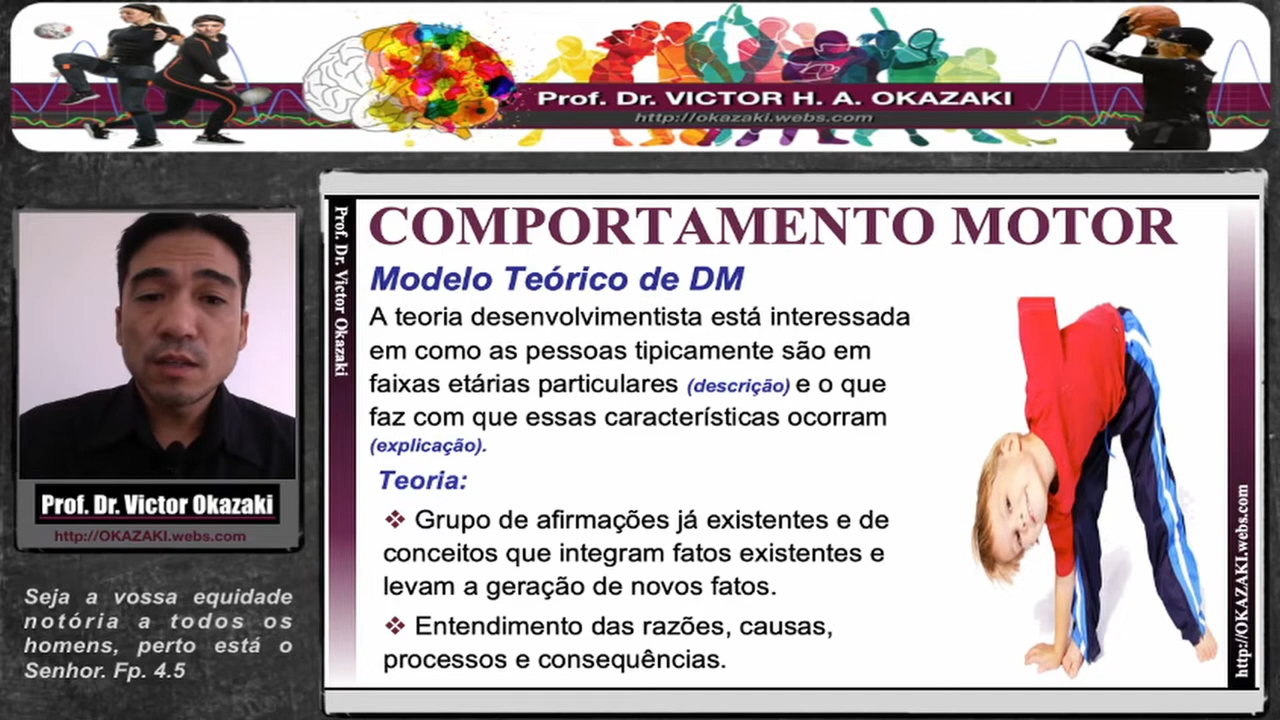 Prof. Dr. VICTOR H. A. OKAZAKI
http://okazaki.webs.com
Prof. Dr. Victor Okazaki
http://OKAZAKI.webs.com
Seja a vossa equidade
notória a todos os
homens, perto está o
Senhor. Fp. 4.5
Prof. Dr. Victor Okazaki
COMPORTAMENTO MOTOR
Modelo Teórico de DM
A teoria desenvolvimentista está interessada
em como as pessoas tipicamente são em
faixas etárias particulares (descrição) e o que
faz com que essas características ocorram
(explicação).
Teoria:
❖ Grupo de afirmações já existentes e de
conceitos que integram fatos existentes e
levam a geração de novos fatos.
❖ Entendimento das razões, causas,
processos e consequências.
http://OKAZAKI.webs.com